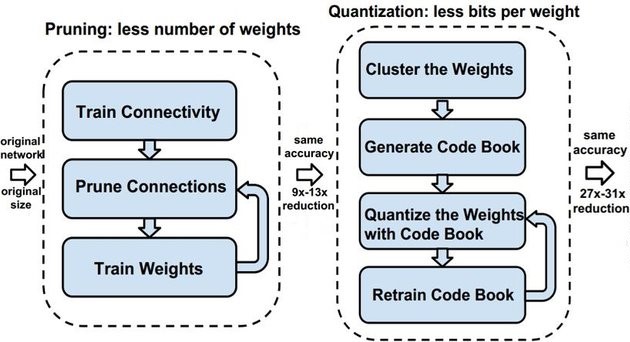 Pruning: less number of weights
original
network
original
size
Train Connectivity
Prune Connections
Train Weights
same
accuracy
9x-13x
reduction
Quantization: less bits per weight
Cluster the Weights
Generate Code Book
Quantize the Weights
with Code Book
Retrain Code Book
same
accuracy
27x-31x
reduction